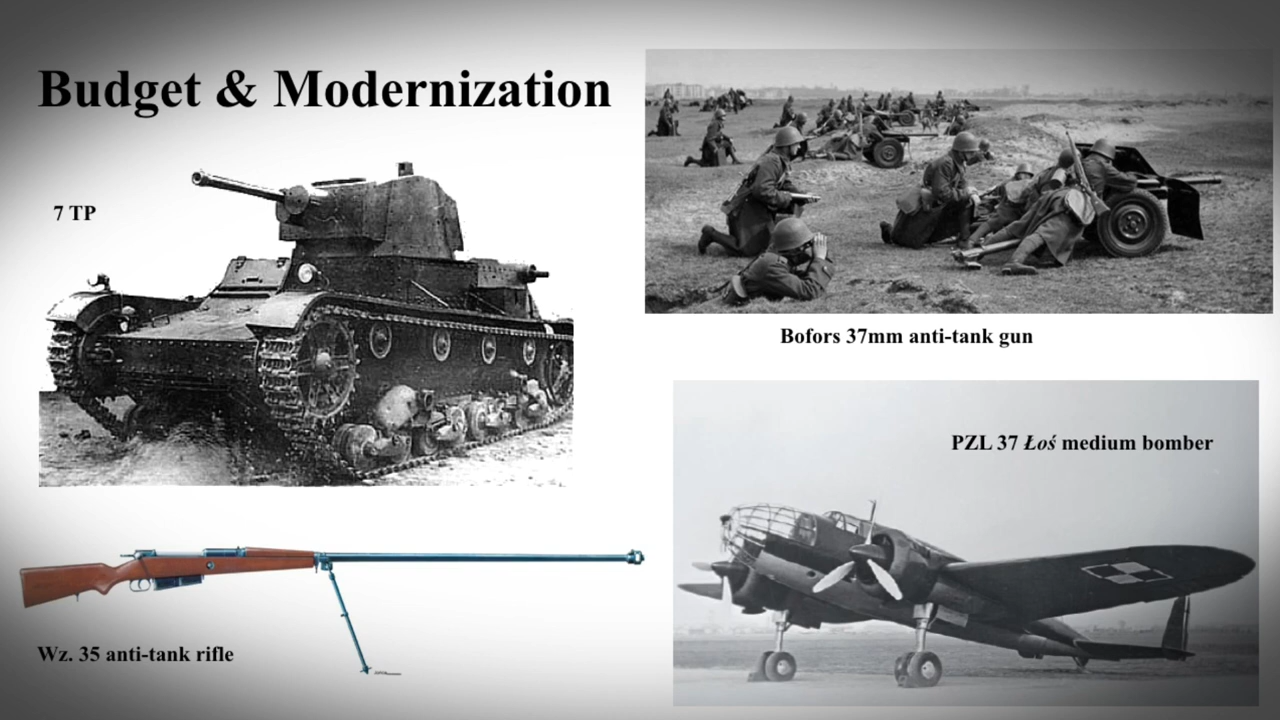 Budget & Modernization
7 TP
Bofors 37mm anti-tank gun
PZL 37 Łoś medium bomber
Wz. 35 anti-tank rifle